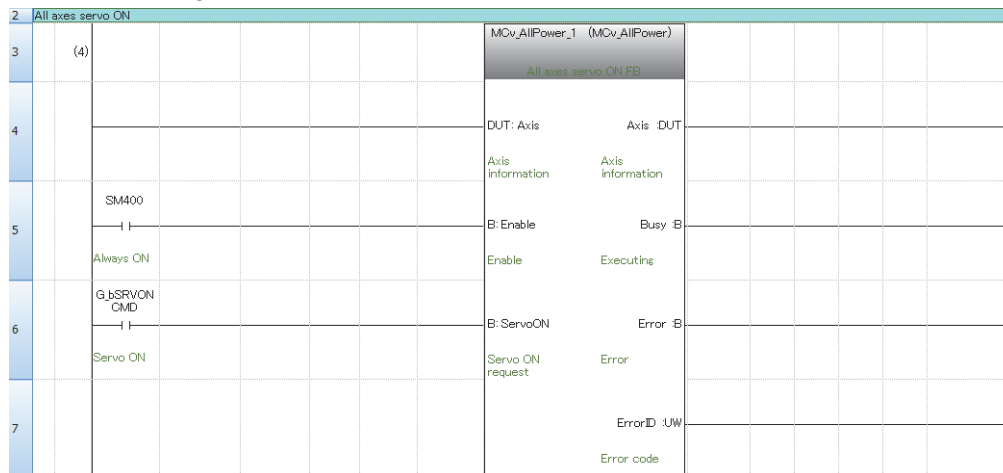 2 All axes servo ON
3 (4) MCv_AllPower_1 (MCv_AllPower)
All axes servo ON FB
4 DUT: Axis Axis :DUT
Axis information Axis information
SM400
5 B: Enable Busy :B
Always ON Enable Executing
G_bSRVON
CMD
6 B: ServoON Error :B
Servo ON Servo ON request Error
7 ErrorID :UW
Error code